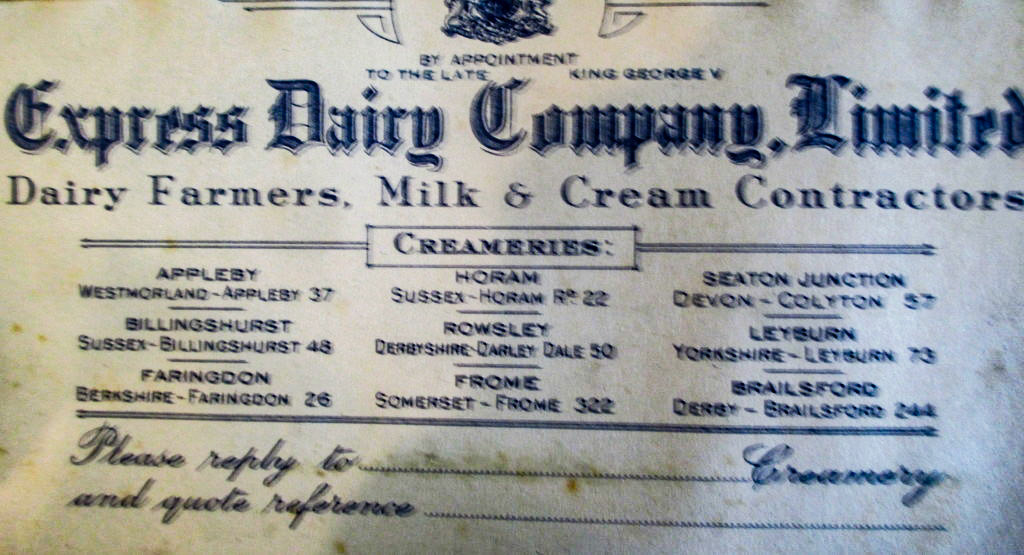 BY APPOINTMENT
TO THE LATE KING GEORGE V
Express Dairy Company, Limited
Dairy Farmers, Milk & Cream Contractors
CREAMERIES:
APPLEBY
WESTMORLAND - APPLEBY 37
BILLINGSHURST
SUSSEX - BILLINGSHURST 48
FARINGDON
BERKSHIRE - FARINGDON 26
HORAM
SUSSEX - HORAM RD. 22
ROWSLEY
DERBYSHIRE - DARLEY DALE 50
FROME
SOMERSET - FROME 322
SEATON JUNCTION
DEVON - COLYTON 57
LEYBURN
YORKSHIRE - LEYBURN 73
BRAILSFORD
DERBY - BRAILSFORD 244
Please reply to Creamery
and quote reference